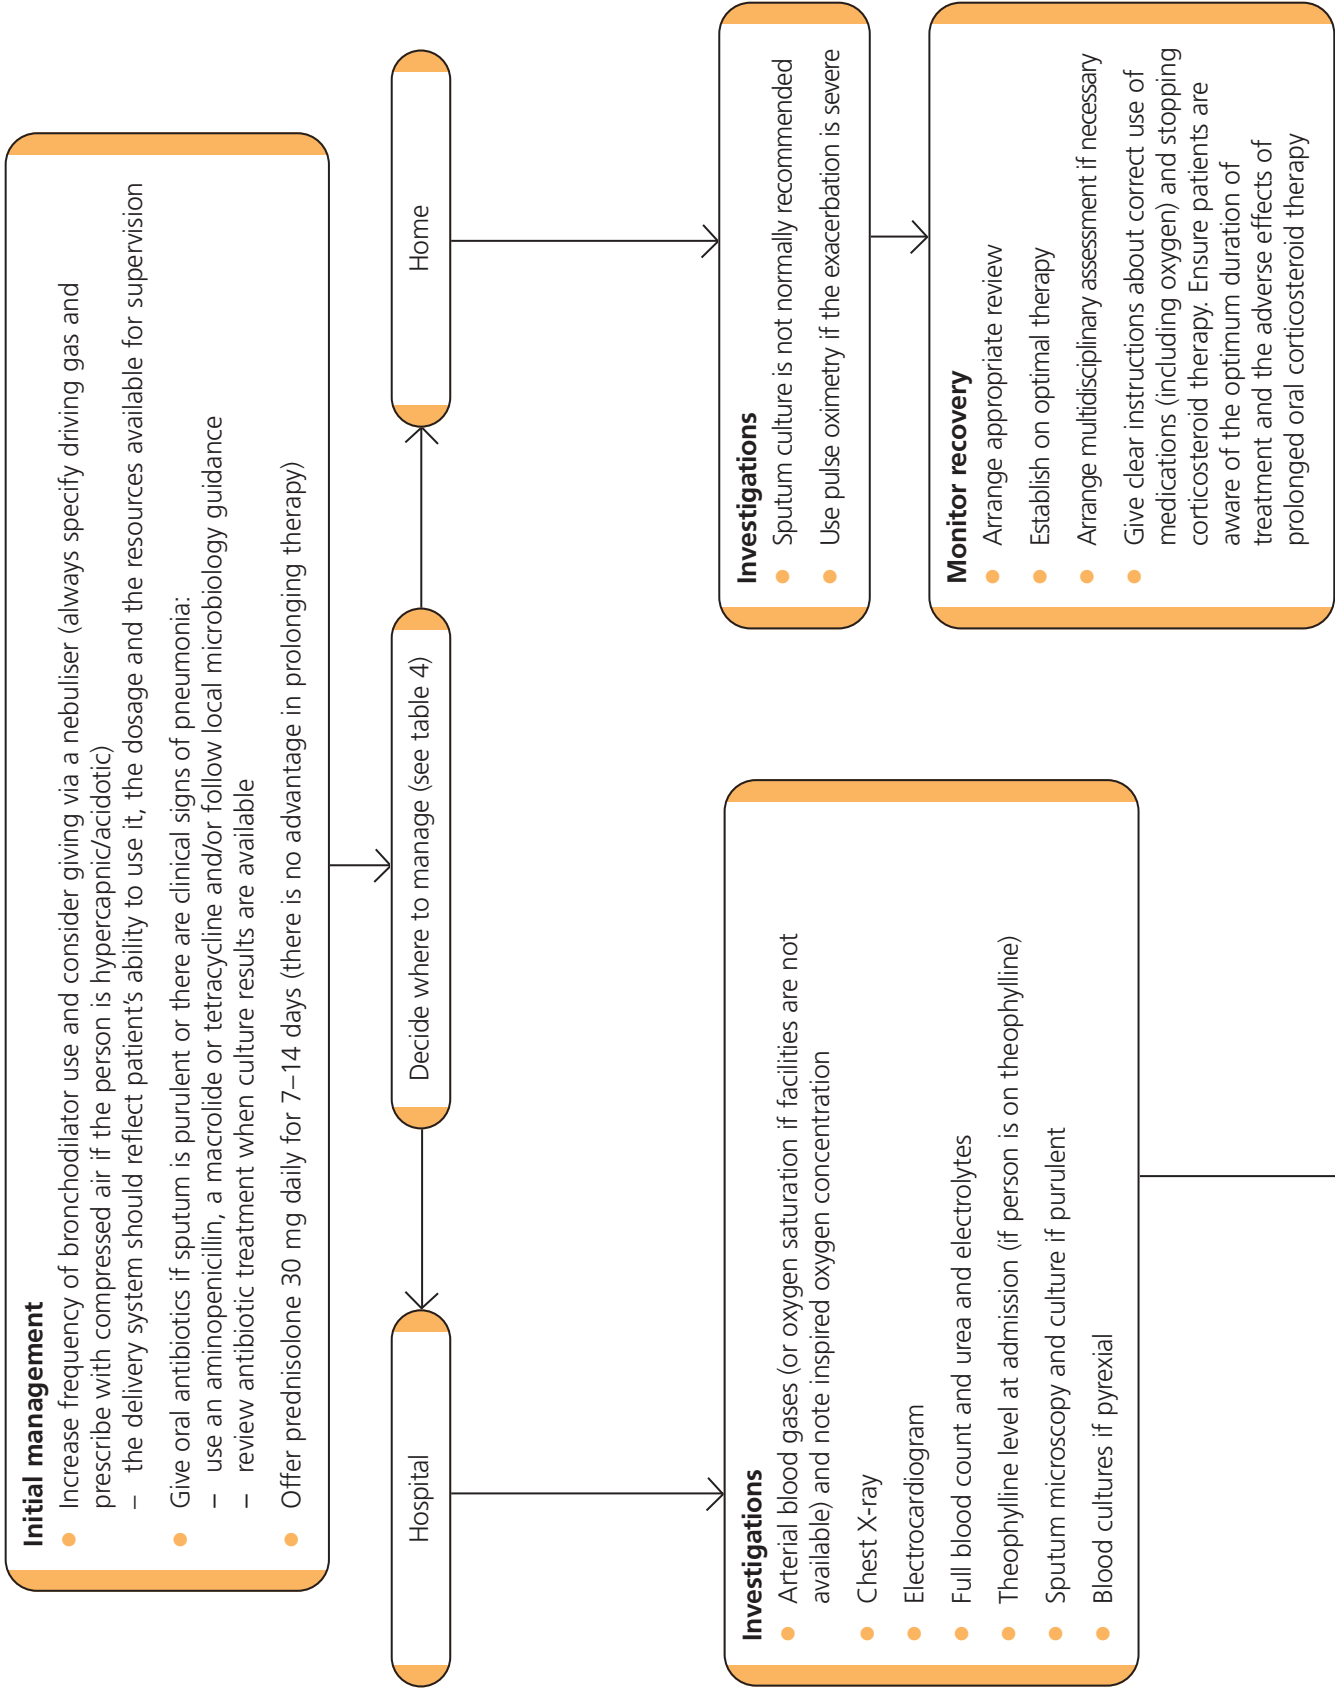 Initial management
Increase frequency of bronchodilator use and consider giving via a nebuliser (always specify driving gas and
prescribe with compressed air if the person is hypercapnic/acidotic)
– the delivery system should reflect patient’s ability to use it, the dosage and the resources available for supervision
Give oral antibiotics if sputum is purulent or there are clinical signs of pneumonia:
– use an aminopenicillin, a macrolide or tetracycline and/or follow local microbiology guidance
– review antibiotic treatment when culture results are available
Offer prednisolone 30 mg daily for 7–14 days (there is no advantage in prolonging therapy)
Decide where to manage (see table 4)
Hospital
Investigations
Arterial blood gases (or oxygen saturation if facilities are not
available) and note inspired oxygen concentration
Chest X-ray
Electrocardiogram
Full blood count and urea and electrolytes
Theophylline level at admission (if person is on theophylline)
Sputum microscopy and culture if purulent
Blood cultures if pyrexial
Home
Investigations
Sputum culture is not normally recommended
Use pulse oximetry if the exacerbation is severe
Monitor recovery
Arrange appropriate review
Establish on optimal therapy
Arrange multidisciplinary assessment if necessary
Give clear instructions about correct use of
medications (including oxygen) and stopping
corticosteroid therapy. Ensure patients are
aware of the optimum duration of
treatment and the adverse effects of
prolonged oral corticosteroid therapy